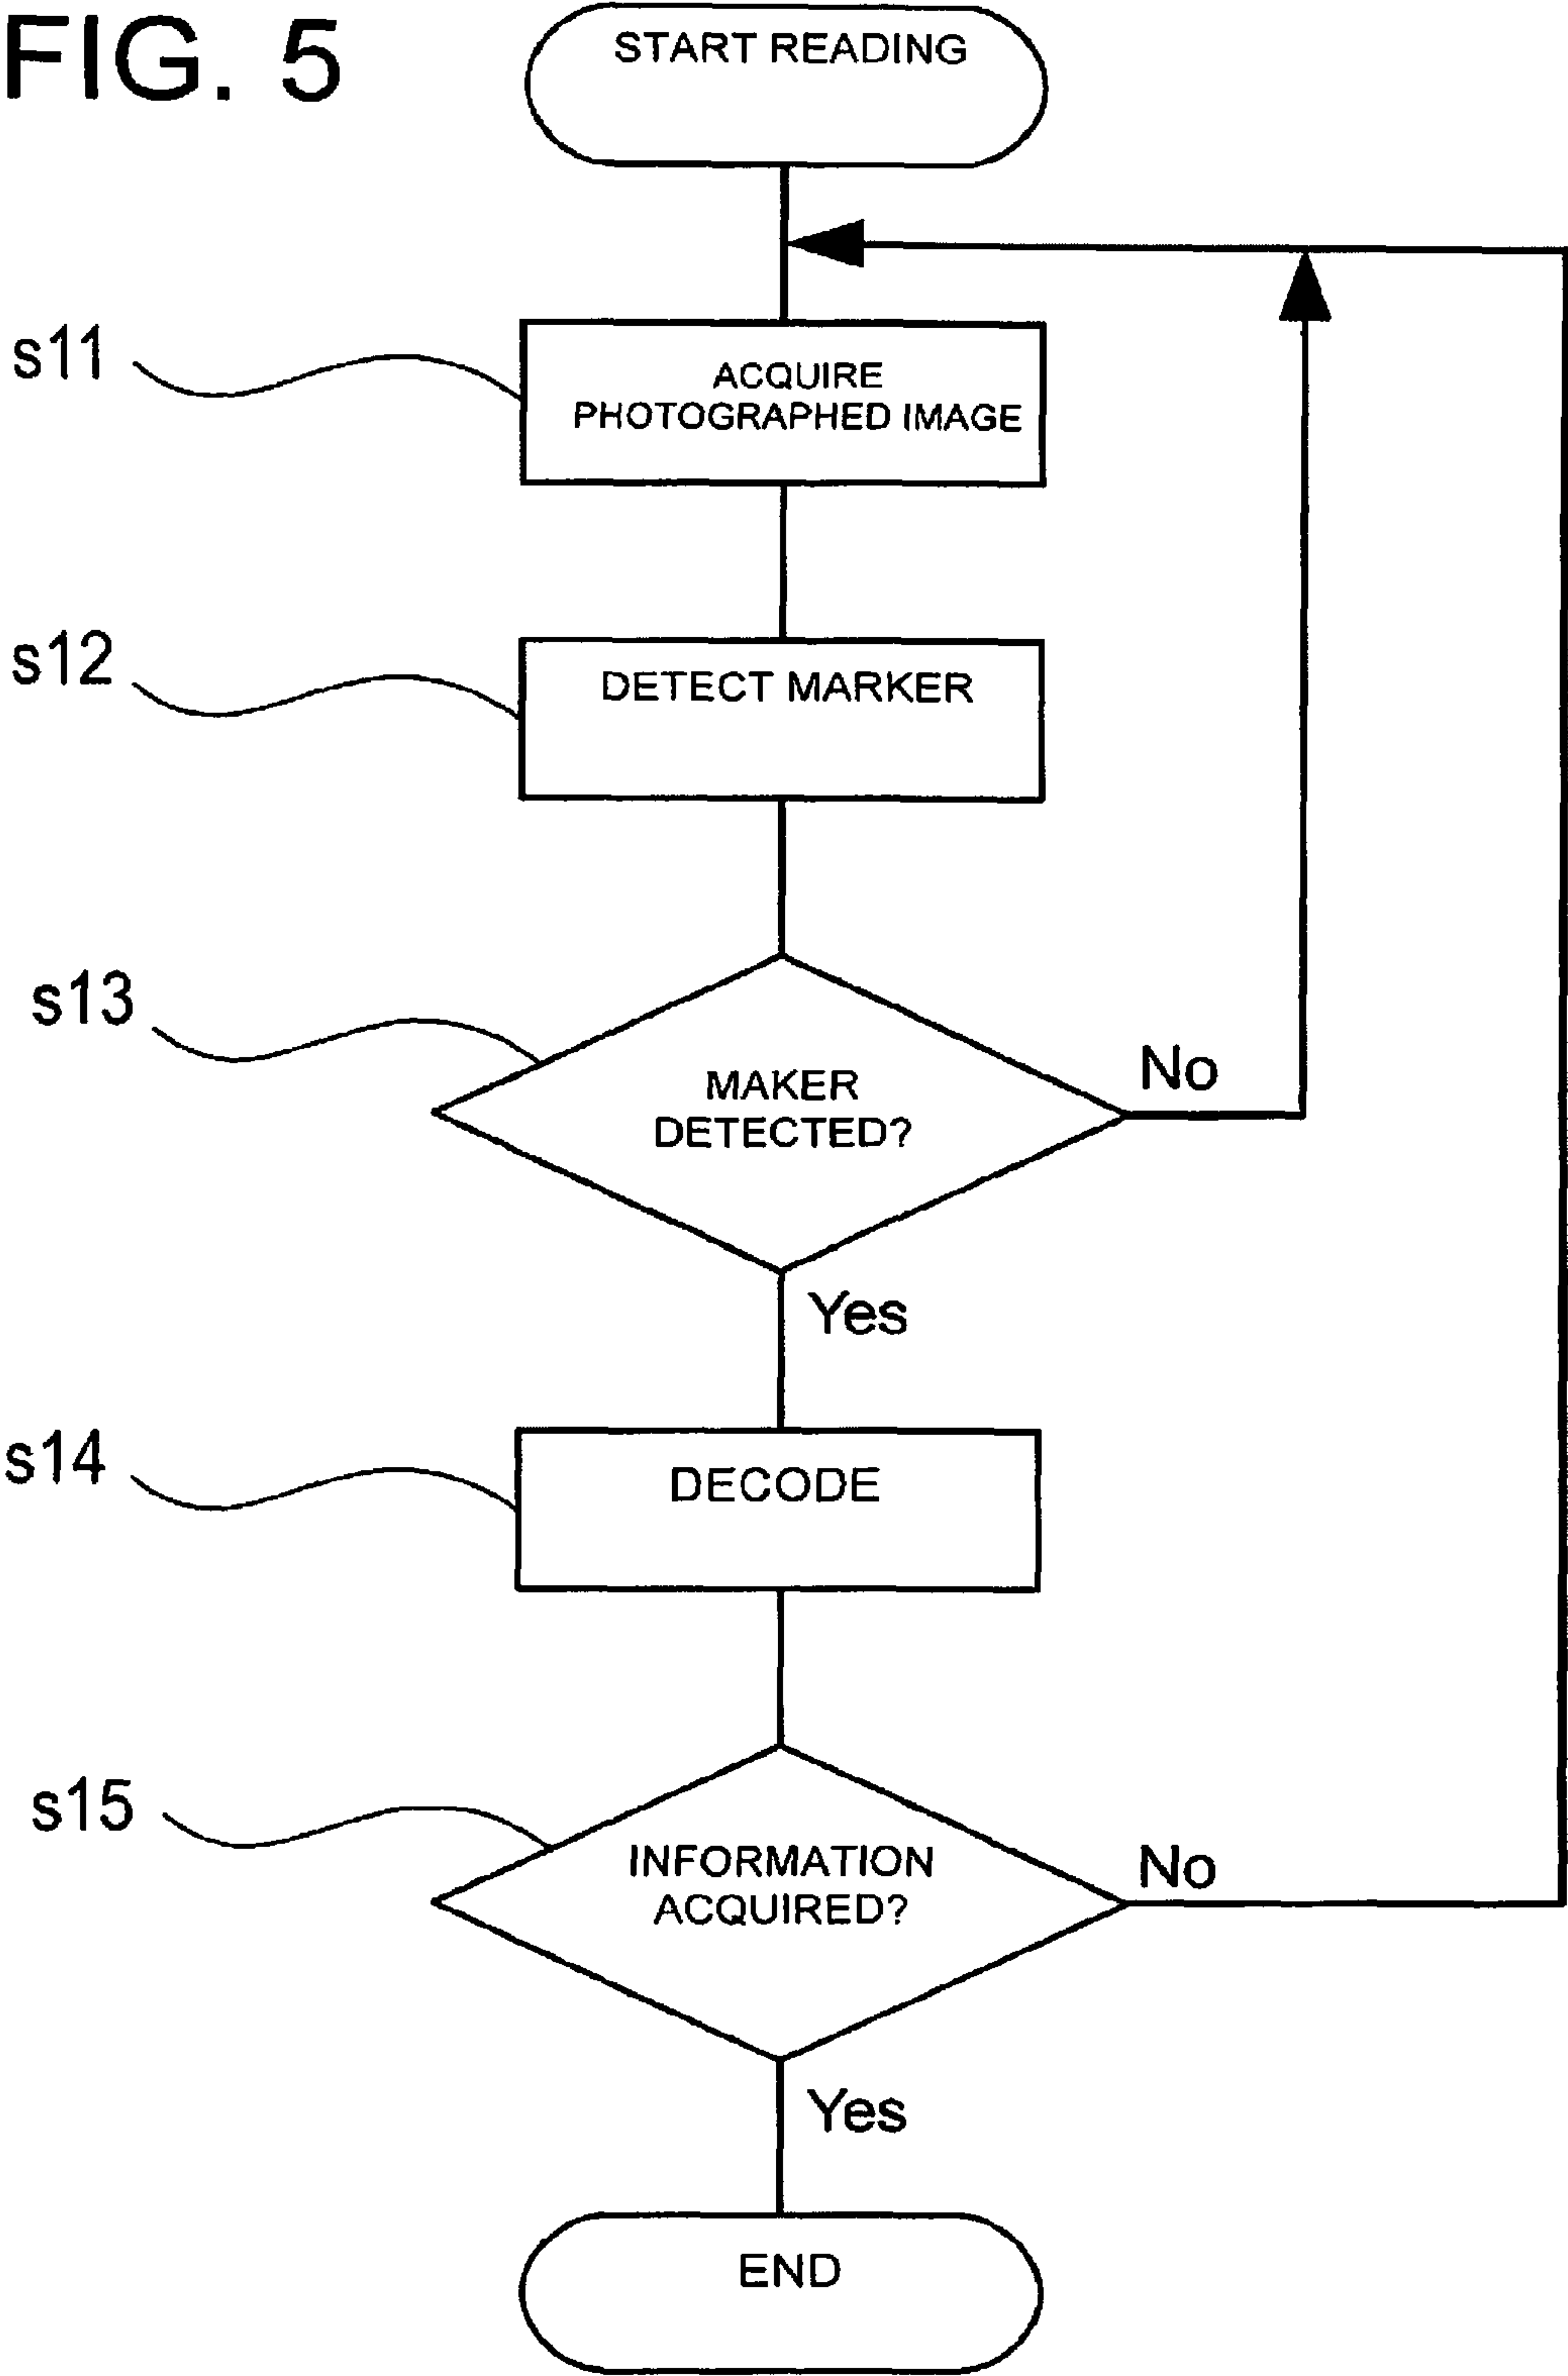 FIG. 5
START READING
s11
ACQUIRE
PHOTOGRAPHED IMAGE
s12
DETECT MARKER
s13
MAKER
DETECTED?
No
Yes
s14
DECODE
s15
INFORMATION
ACQUIRED?
No
Yes
END